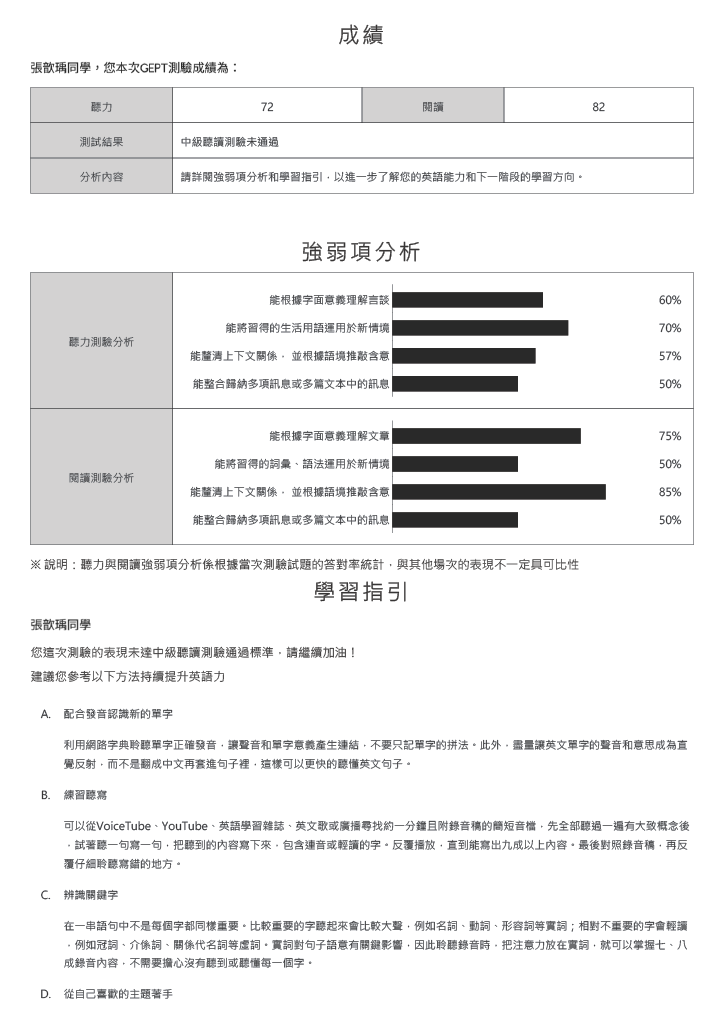 成績
張歆瑀同學，您本次GEPT測驗成績為：
聽力 72 閱讀 82
測試結果 中級聽讀測驗未通過
分析內容 請詳閱強弱項分析和學習指引，以進一步了解您的英語能力和下一階段的學習方向。
強弱項分析
聽力測驗分析
能根據字面意義理解言談 60%
能將習得的生活用語運用於新情境 70%
能釐清上下文關係， 並根據語境推敲含意 57%
能整合歸納多項訊息或多篇文本中的訊息 50%
閱讀測驗分析
能根據字面意義理解文章 75%
能將習得的詞彙、語法運用於新情境 50%
能釐清上下文關係， 並根據語境推敲含意 85%
能整合歸納多項訊息或多篇文本中的訊息 50%
※ 說明：聽力與閱讀強弱項分析係根據當次測驗試題的答對率統計，與其他場次的表現不一定具可比性
學習指引
張歆瑀同學
您這次測驗的表現未達中級聽讀測驗通過標準，請繼續加油！
建議您參考以下方法持續提升英語力
A. 配合發音認識新的單字
利用網路字典聆聽單字正確發音，讓聲音和單字意義產生連結，不要只記單字的拼法。此外，盡量讓英文單字的聲音和意思成為直
覺反射，而不是翻成中文再套進句子裡，這樣可以更快的聽懂英文句子。
B. 練習聽寫
可以從VoiceTube、YouTube、英語學習雜誌、英文歌或廣播尋找約一分鐘且附錄音稿的簡短音檔，先全部聽過一遍有大致概念後
，試著聽一句寫一句，把聽到的內容寫下來，包含連音或輕讀的字。反覆播放，直到能寫出九成以上內容。最後對照錄音稿，再反
覆仔細聆聽寫錯的地方。
C. 辨識關鍵字
在一串語句中不是每個字都同樣重要。比較重要的字聽起來會比較大聲，例如名詞、動詞、形容詞等實詞；相對不重要的字會輕讀
，例如冠詞、介係詞、關係代名詞等虛詞。實詞對句子語意有關鍵影響，因此聆聽錄音時，把注意力放在實詞，就可以掌握七、八
成錄音內容，不需要擔心沒有聽到或聽懂每一個字。
D. 從自己喜歡的主題著手